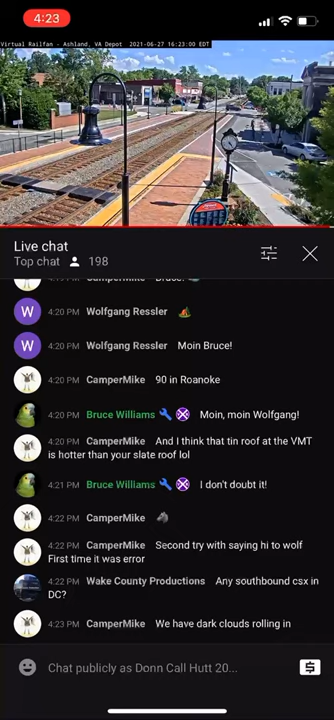 4:23
Virtual Railfan - Ashland, VA Depot 2021-06-27 16:23:00 EDT
Live chat
Top chat 198
CamperMike Bruce!
W 4:20 PM Wolfgang Ressler
W 4:20 PM Wolfgang Ressler Moin Bruce!
4:20 PM CamperMike 90 in Roanoke
4:20 PM Bruce Williams Moin, moin Wolfgang!
4:20 PM CamperMike And I think that tin roof at the VMT
is hotter than your slate roof lol
4:21 PM Bruce Williams I don't doubt it!
4:22 PM CamperMike
4:22 PM CamperMike Second try with saying hi to wolf
First time it was error
4:22 PM Wake County Productions Any southbound csx in
DC?
4:23 PM CamperMike We have dark clouds rolling in
Chat publicly as Donn Call Hutt 20...
$